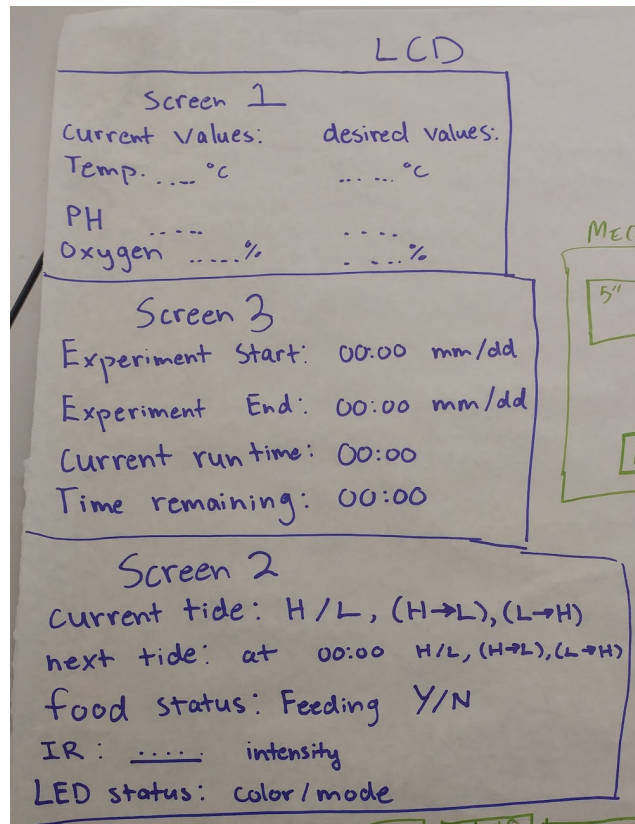 LCD
Screen 1
Current Values: desired values:
Temp. ..... °C ..... °C
PH ..... ....
Oxygen .....% .....%
Screen 3
Experiment Start: 00:00 mm/dd
Experiment End: 00:00 mm/dd
Current run time: 00:00
Time remaining: 00:00
Screen 2
Current tide: H/L, (H→L), (L→H)
next tide: at 00:00 H/L, (H→L), (L→H)
food status: Feeding Y/N
IR: ..... intensity
LED status: color/mode
MEC
5"